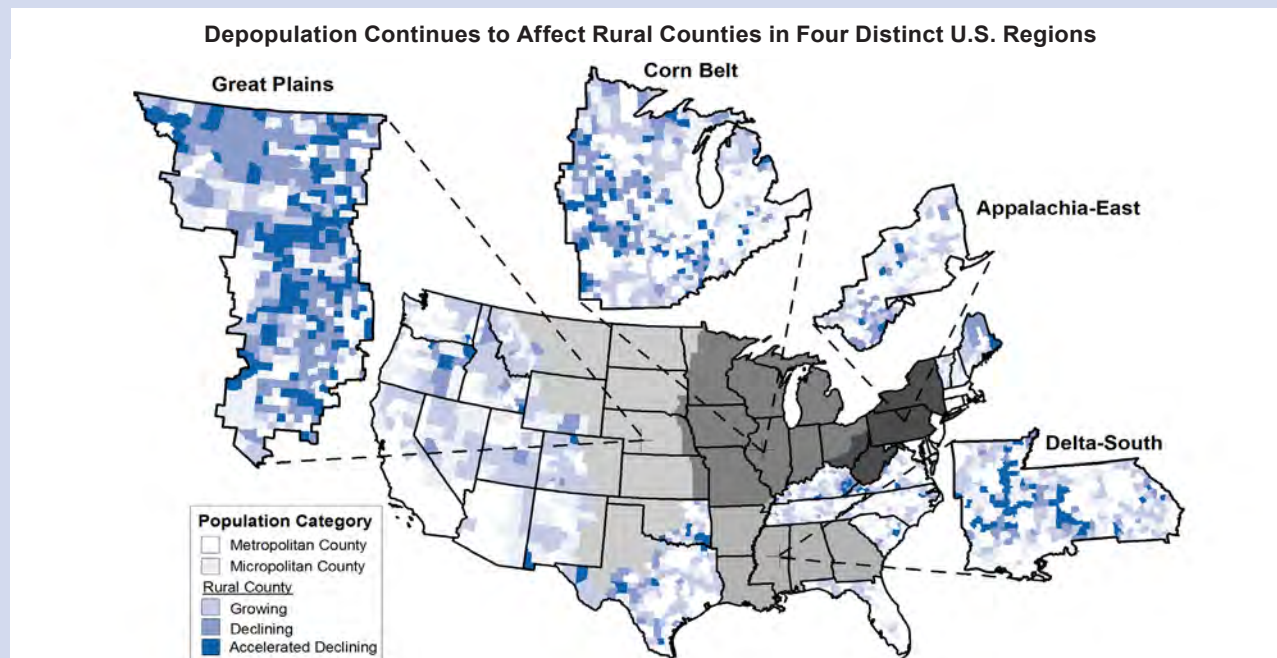 Depopulation Continues to Affect Rural Counties in Four Distinct U.S. Regions
Great Plains
Corn Belt
Appalachia-East
Delta-South
Population Category
Metropolitan County
Micropolitan County
Rural County
Growing
Declining
Accelerated Declining